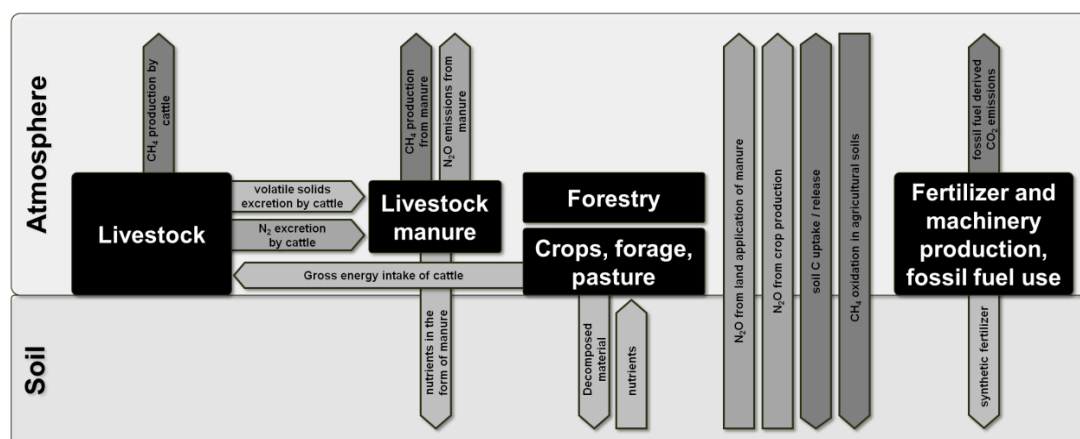 Atmosphere
CH₄ production by
cattle
CH₄ production
from manure
N₂O emissions from
manure
N₂O from land application of manure
N₂O from crop production
soil C uptake / release
CH₄ oxidation in agricultural soils
fossil fuel derived
CO₂ emissions
Livestock
volatile solids
excretion by cattle
N₂ excretion
by cattle
Livestock
manure
Forestry
Crops, forage,
pasture
Gross energy intake of cattle
Fertilizer and
machinery
production,
fossil fuel use
Soil
nutrients in the
form of manure
Decomposed
material
nutrients
synthetic fertilizer